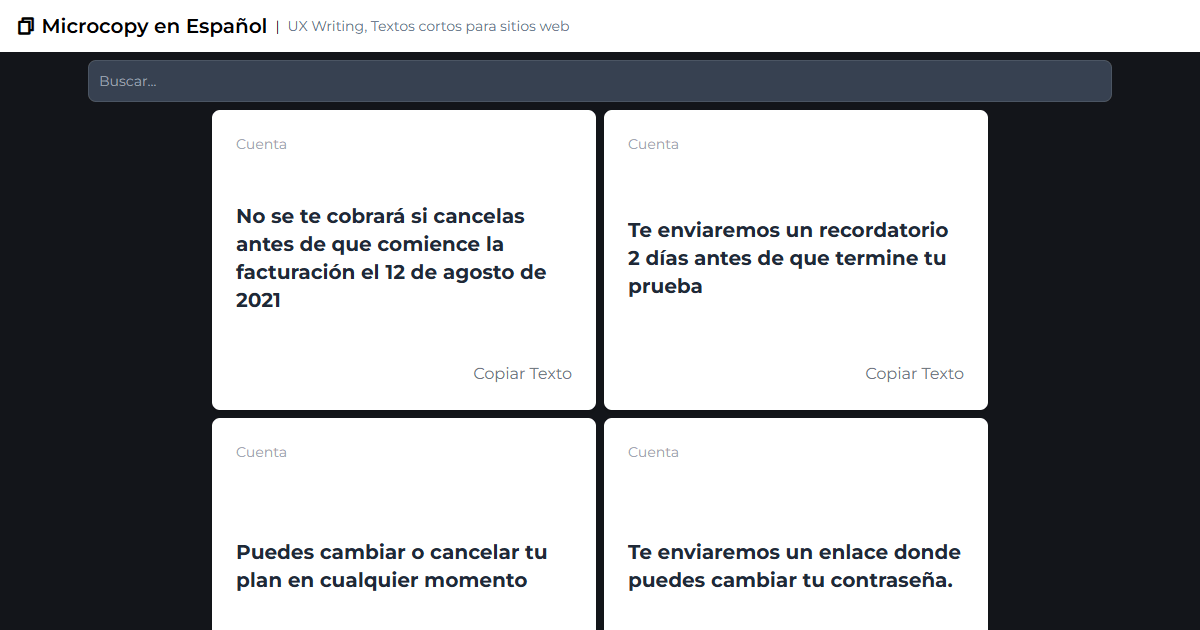 Microcopy en Español | UX Writing, Textos cortos para sitios web
Buscar...
Cuenta
No se te cobrará si cancelas
antes de que comience la
facturación el 12 de agosto de
2021
Copiar Texto
Cuenta
Te enviaremos un recordatorio
2 días antes de que termine tu
prueba
Copiar Texto
Cuenta
Puedes cambiar o cancelar tu
plan en cualquier momento
Cuenta
Te enviaremos un enlace donde
puedes cambiar tu contraseña.